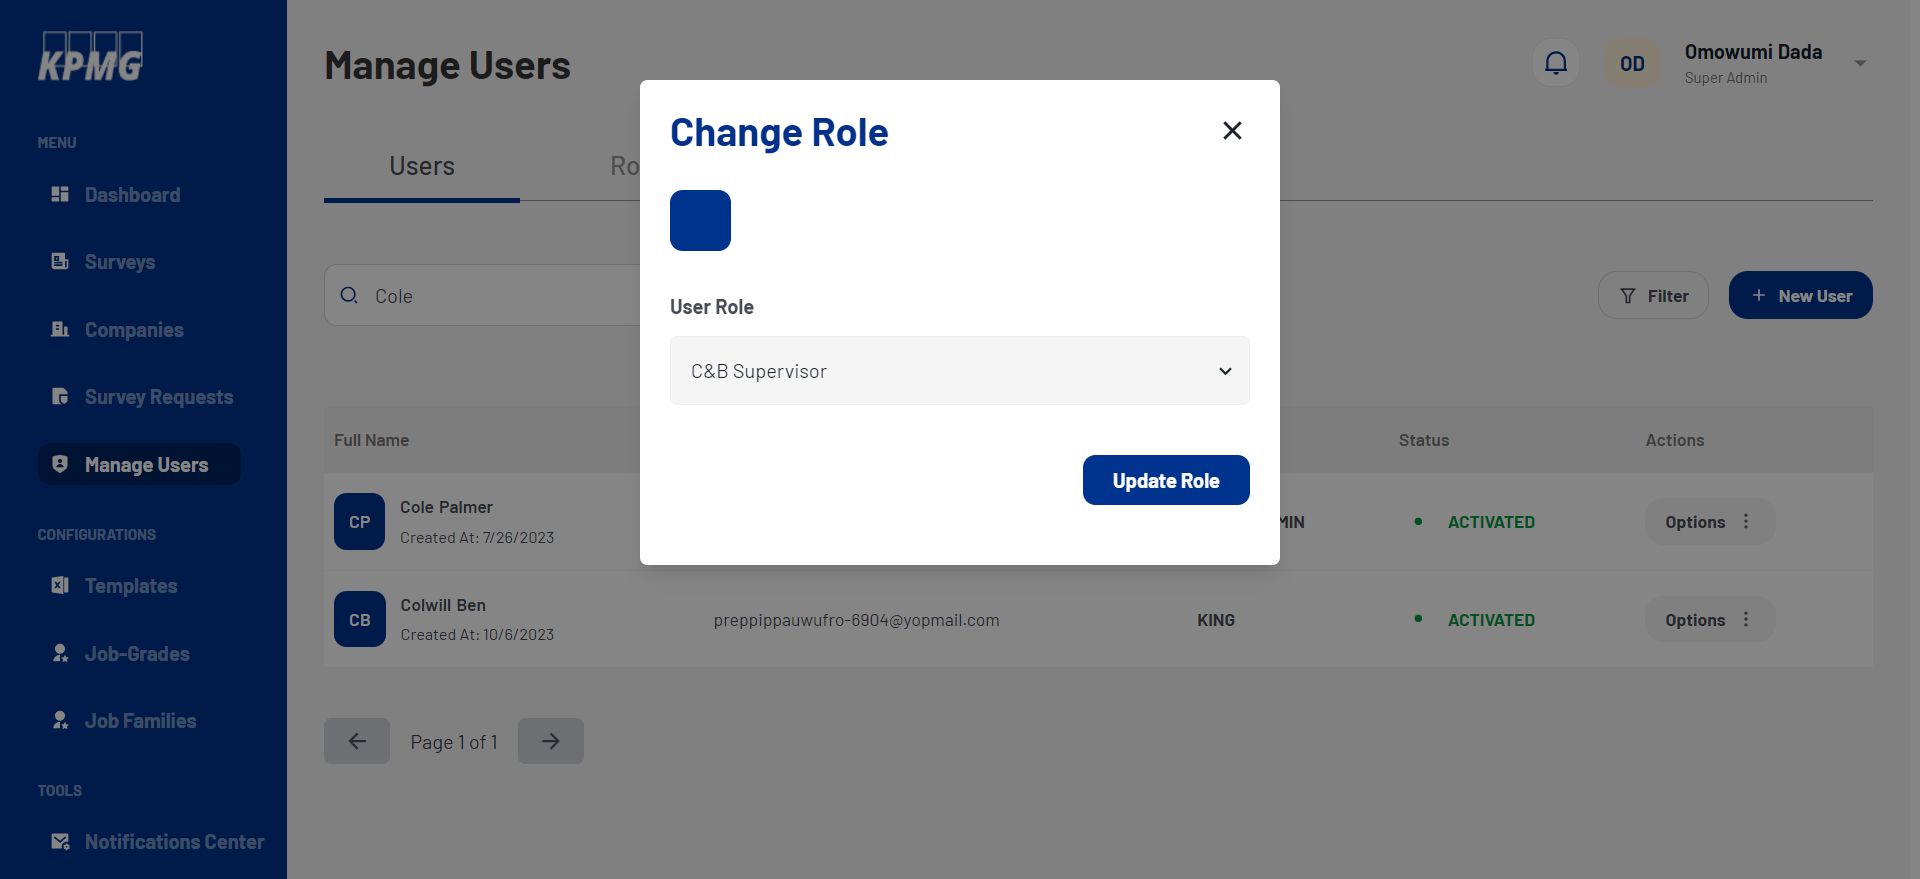 KPMG
MENU
Dashboard
Surveys
Companies
Survey Requests
Manage Users
CONFIGURATIONS
Templates
Job-Grades
Job Families
TOOLS
Notifications Center
Manage Users
OD
Omowumi Dada
Super Admin
Users
Ro
Cole
Filter
+ New User
Full Name
Status
Actions
CP
Cole Palmer
Created At: 7/26/2023
MIN
ACTIVATED
Options
CB
Colwill Ben
Created At: 10/6/2023
preppippauwufro-6904@yopmail.com
KING
ACTIVATED
Options
Page 1 of 1
Change Role
User Role
C&B Supervisor
Update Role